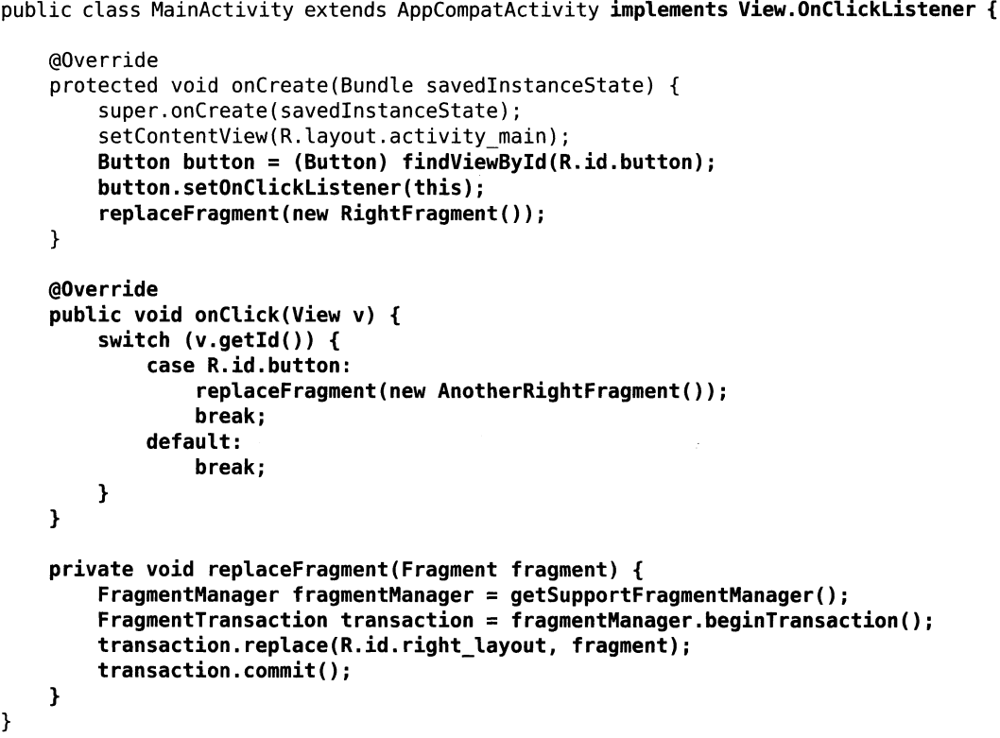 public class MainActivity extends AppCompatActivity implements View.OnClickListener {
    @Override
    protected void onCreate(Bundle savedInstanceState) {
        super.onCreate(savedInstanceState);
        setContentView(R.layout.activity_main);
        Button button = (Button) findViewById(R.id.button);
        button.setOnClickListener(this);
        replaceFragment(new RightFragment());
    }
    @Override
    public void onClick(View v) {
        switch (v.getId()) {
            case R.id.button:
                replaceFragment(new AnotherRightFragment());
                break;
            default:
                break;
        }
    }
    private void replaceFragment(Fragment fragment) {
        FragmentManager fragmentManager = getSupportFragmentManager();
        FragmentTransaction transaction = fragmentManager.beginTransaction();
        transaction.replace(R.id.right_layout, fragment);
        transaction.commit();
    }
}